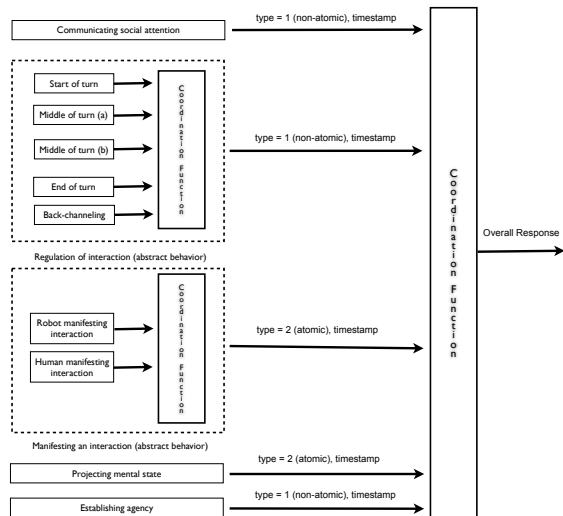 Communicating social attention
type = 1 (non-atomic), timestamp
Start of turn
Middle of turn (a)
Middle of turn (b)
End of turn
Back-channeling
Coordination Function
type = 1 (non-atomic), timestamp
Regulation of interaction (abstract behavior)
Robot manifesting
interaction
Human manifesting
interaction
Coordination Function
type = 2 (atomic), timestamp
Manifesting an interaction (abstract behavior)
Projecting mental state
type = 2 (atomic), timestamp
Establishing agency
type = 1 (non-atomic), timestamp
Coordination Function
Overall Response